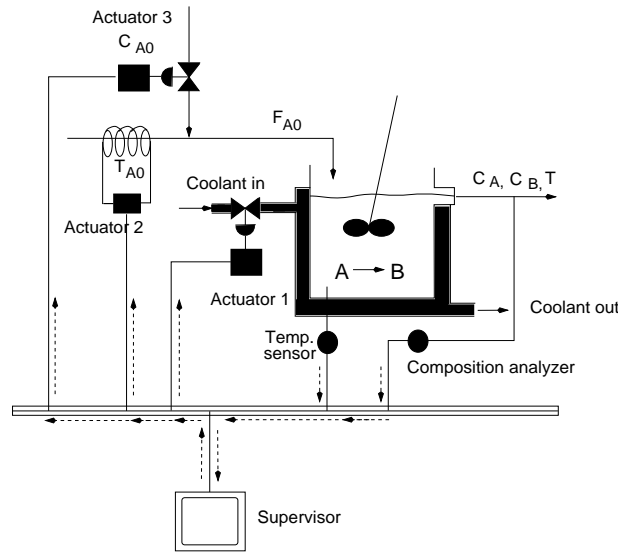 Actuator 3
C A0
F A0
T A0
Coolant in
C A, C B, T
Actuator 2
A B
Actuator 1
Coolant out
Temp.
sensor
Composition analyzer
Supervisor